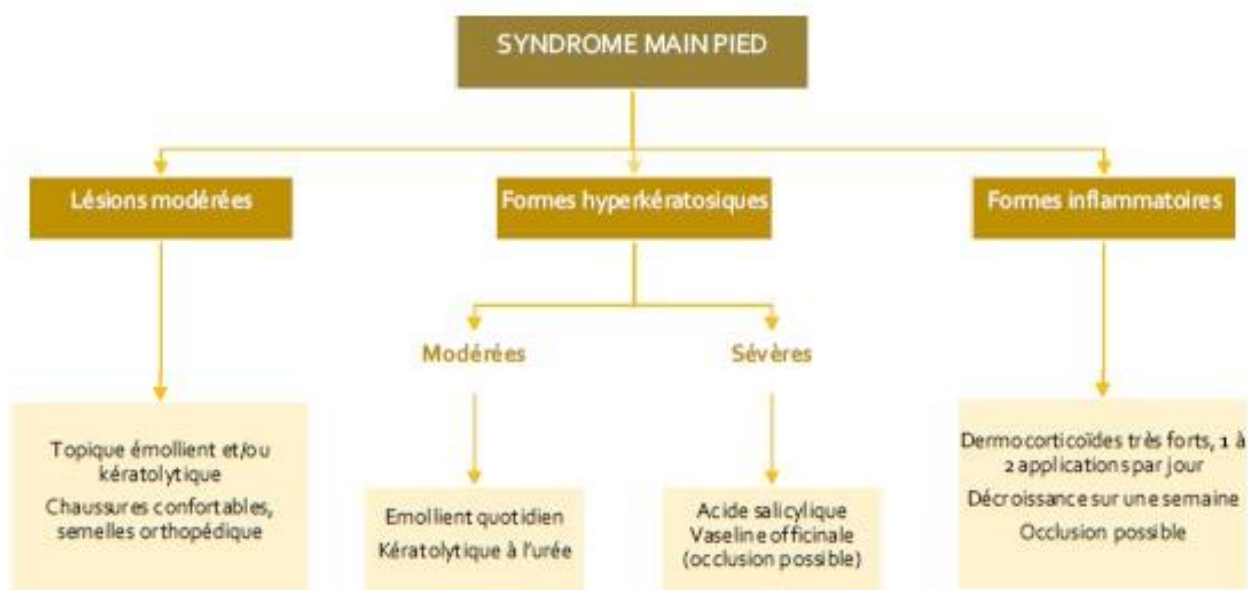 SYNDROME MAIN PIED
Lésions modérées
Formes hyperkératosiques
Formes inflammatoires
Modérées
Sévères
Topique émollient et/ou
kératolytique
Chaussures confortables,
semelles orthopédique
Emollient quotidien
Kératolytique à l'urée
Acide salicylique
Vaseline officinale
(occlusion possible)
Dermocorticoïdes très forts, 1 à
2 applications par jour
Décroissance sur une semaine
Occlusion possible